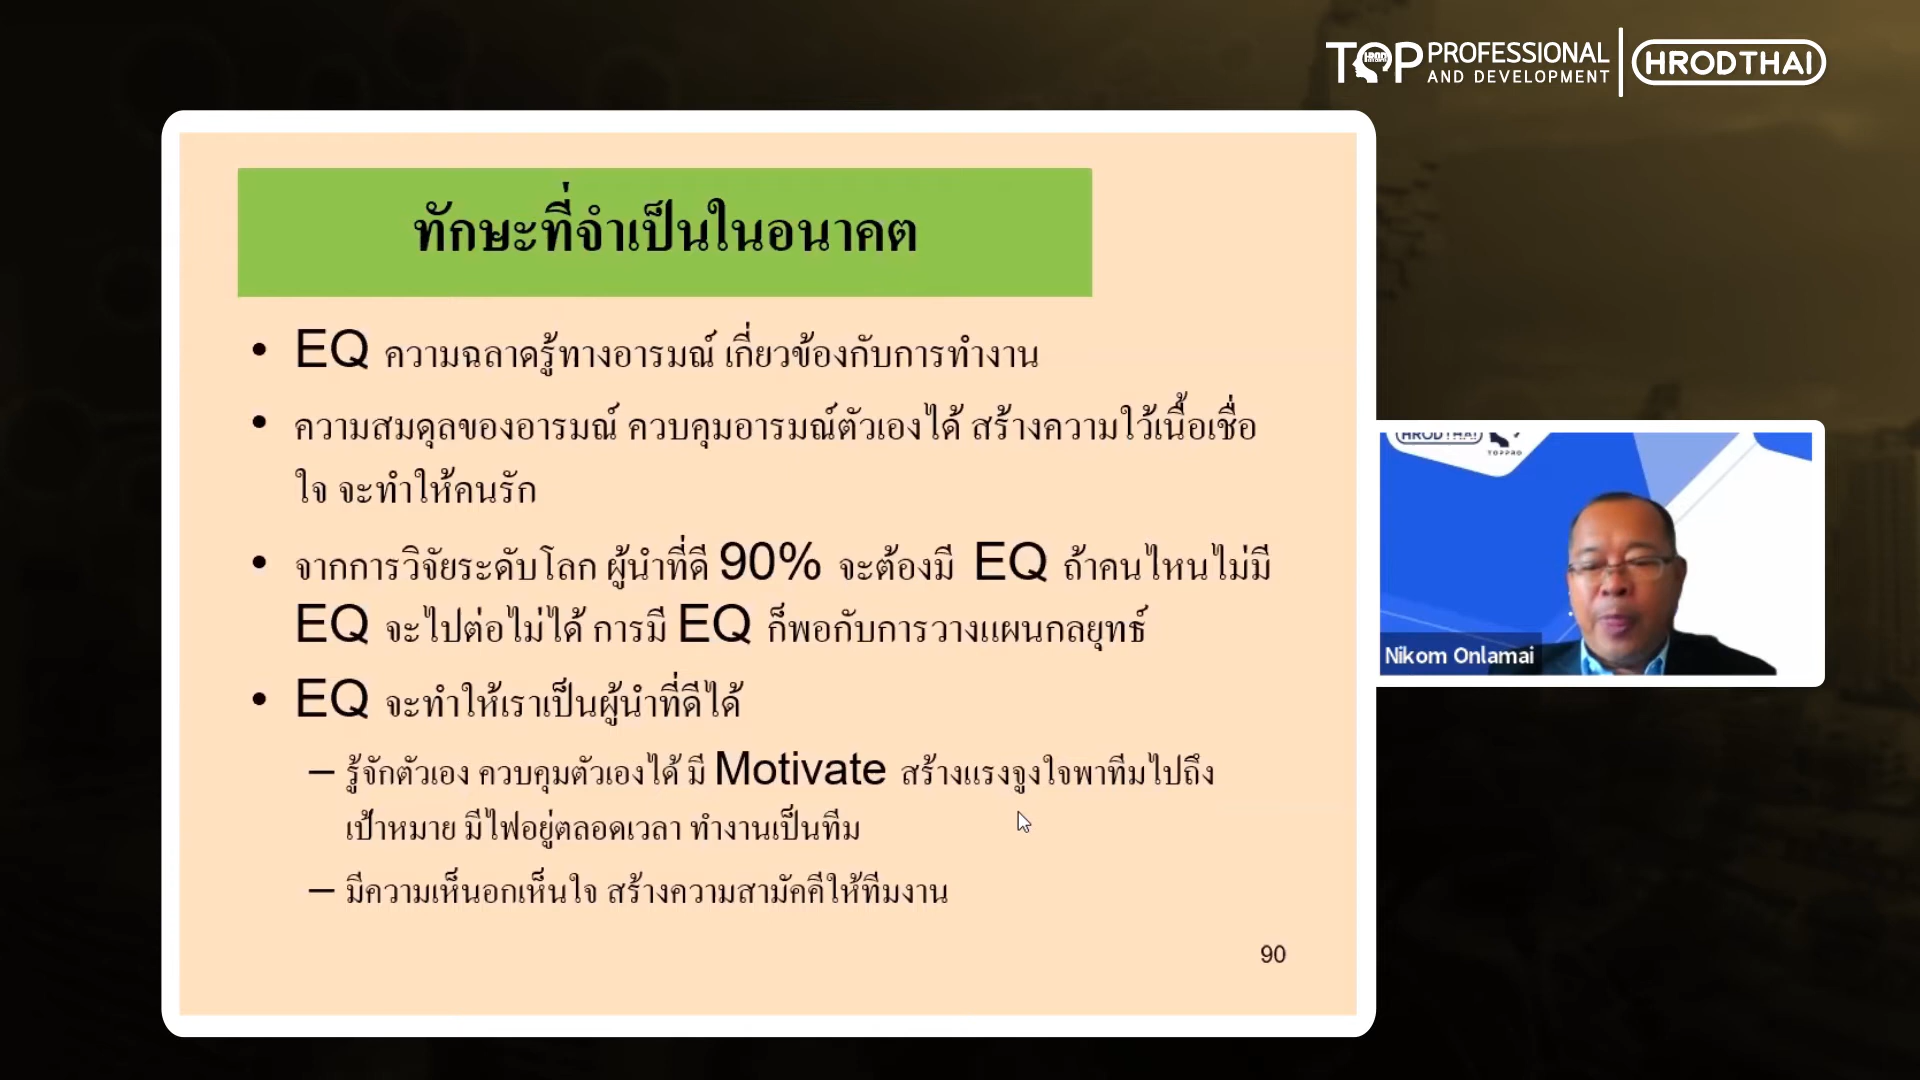 TOP PROFESSIONAL
AND DEVELOPMENT
HRODTHAI
ทักษะที่จำเป็นในอนาคต
• EQ ความฉลาดรู้ทางอารมณ์ เกี่ยวข้องกับการทำงาน
• ความสมดุลของอารมณ์ ควบคุมอารมณ์ตัวเองได้ สร้างความใว้เนื้อเชื่อ
ใจ จะทำให้คนรัก
• จากการวิจัยระดับโลก ผู้นำที่ดี 90% จะต้องมี EQ ถ้าคนไหนไม่มี
EQ จะไปต่อไม่ได้ การมี EQ ก็พอกับการวางแผนกลยุทธ์
• EQ จะทำให้เราเป็นผู้นำที่ดีได้
– รู้จักตัวเอง ควบคุมตัวเองได้ มี Motivate สร้างแรงจูงใจพาทีมไปถึง
เป้าหมาย มีไฟอยู่ตลอดเวลา ทำงานเป็นทีม
– มีความเห็นอกเห็นใจ สร้างความสามัคคีให้ทีมงาน
90
HRODTHAI
TOPPRO
Nikom Onlamai